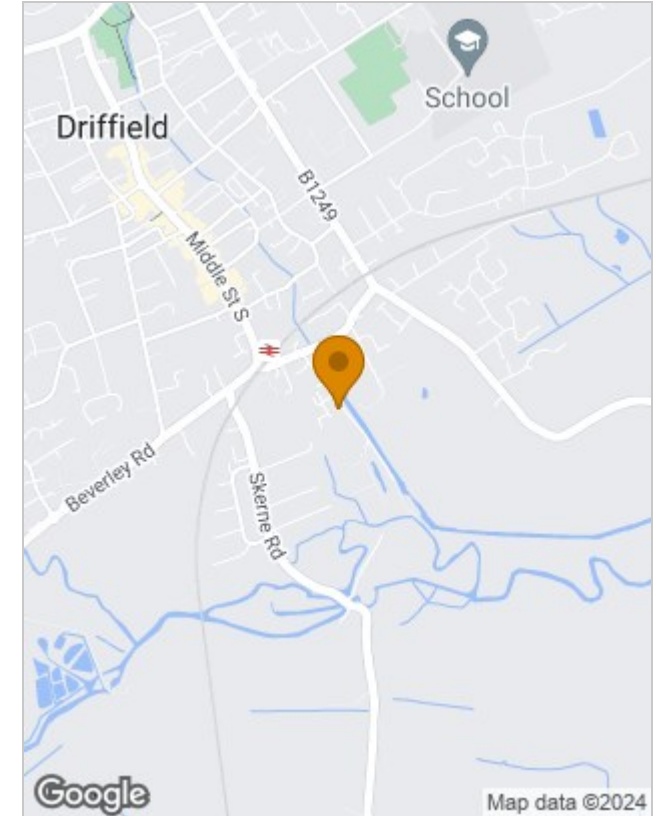 School
Driffield
B1249
Middle St S
Beverley Rd
Skerne Rd
Google
Map data ©2024